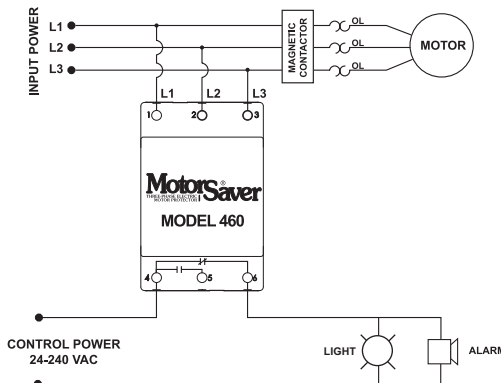 INPUT POWER
L1
L2
L3
MAGNETIC
CONTACTOR
OL
OL
OL
MOTOR
L1 L2 L3
1 2 3
MotorSaver®
THREE-PHASE ELECTRIC
MOTOR PROTECTOR
MODEL 460
4 5 6
CONTROL POWER
24-240 VAC
LIGHT
ALARM